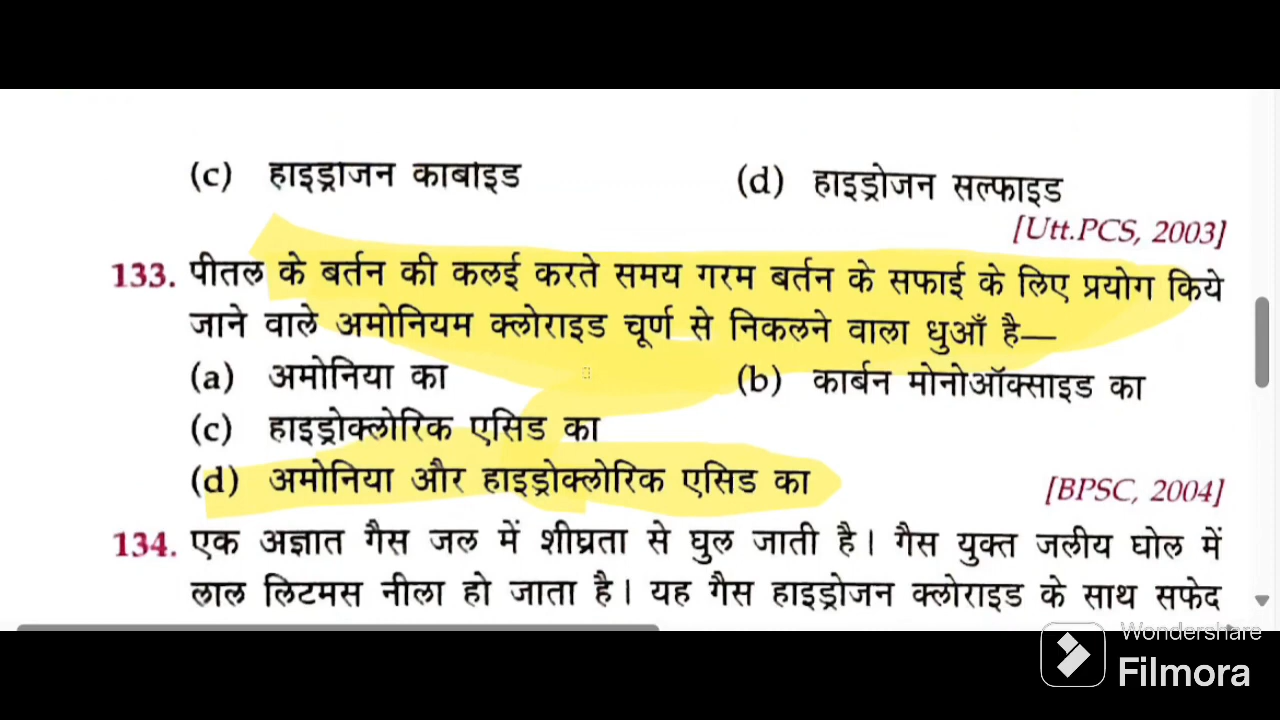 (c) हाइड्रोजन कार्बाइड (d) हाइड्रोजन सल्फाइड
[Utt.PCS, 2003]
133. पीतल के बर्तन की कलई करते समय गरम बर्तन के सफाई के लिए प्रयोग किये
जाने वाले अमोनियम क्लोराइड चूर्ण से निकलने वाला धुआँ है—
(a) अमोनिया का (b) कार्बन मोनोऑक्साइड का
(c) हाइड्रोक्लोरिक एसिड का
(d) अमोनिया और हाइड्रोक्लोरिक एसिड का [BPSC, 2004]
134. एक अज्ञात गैस जल में शीघ्रता से घुल जाती है। गैस युक्त जलीय घोल में
लाल लिटमस नीला हो जाता है। यह गैस हाइड्रोजन क्लोराइड के साथ सफेद
Wondershare
Filmora